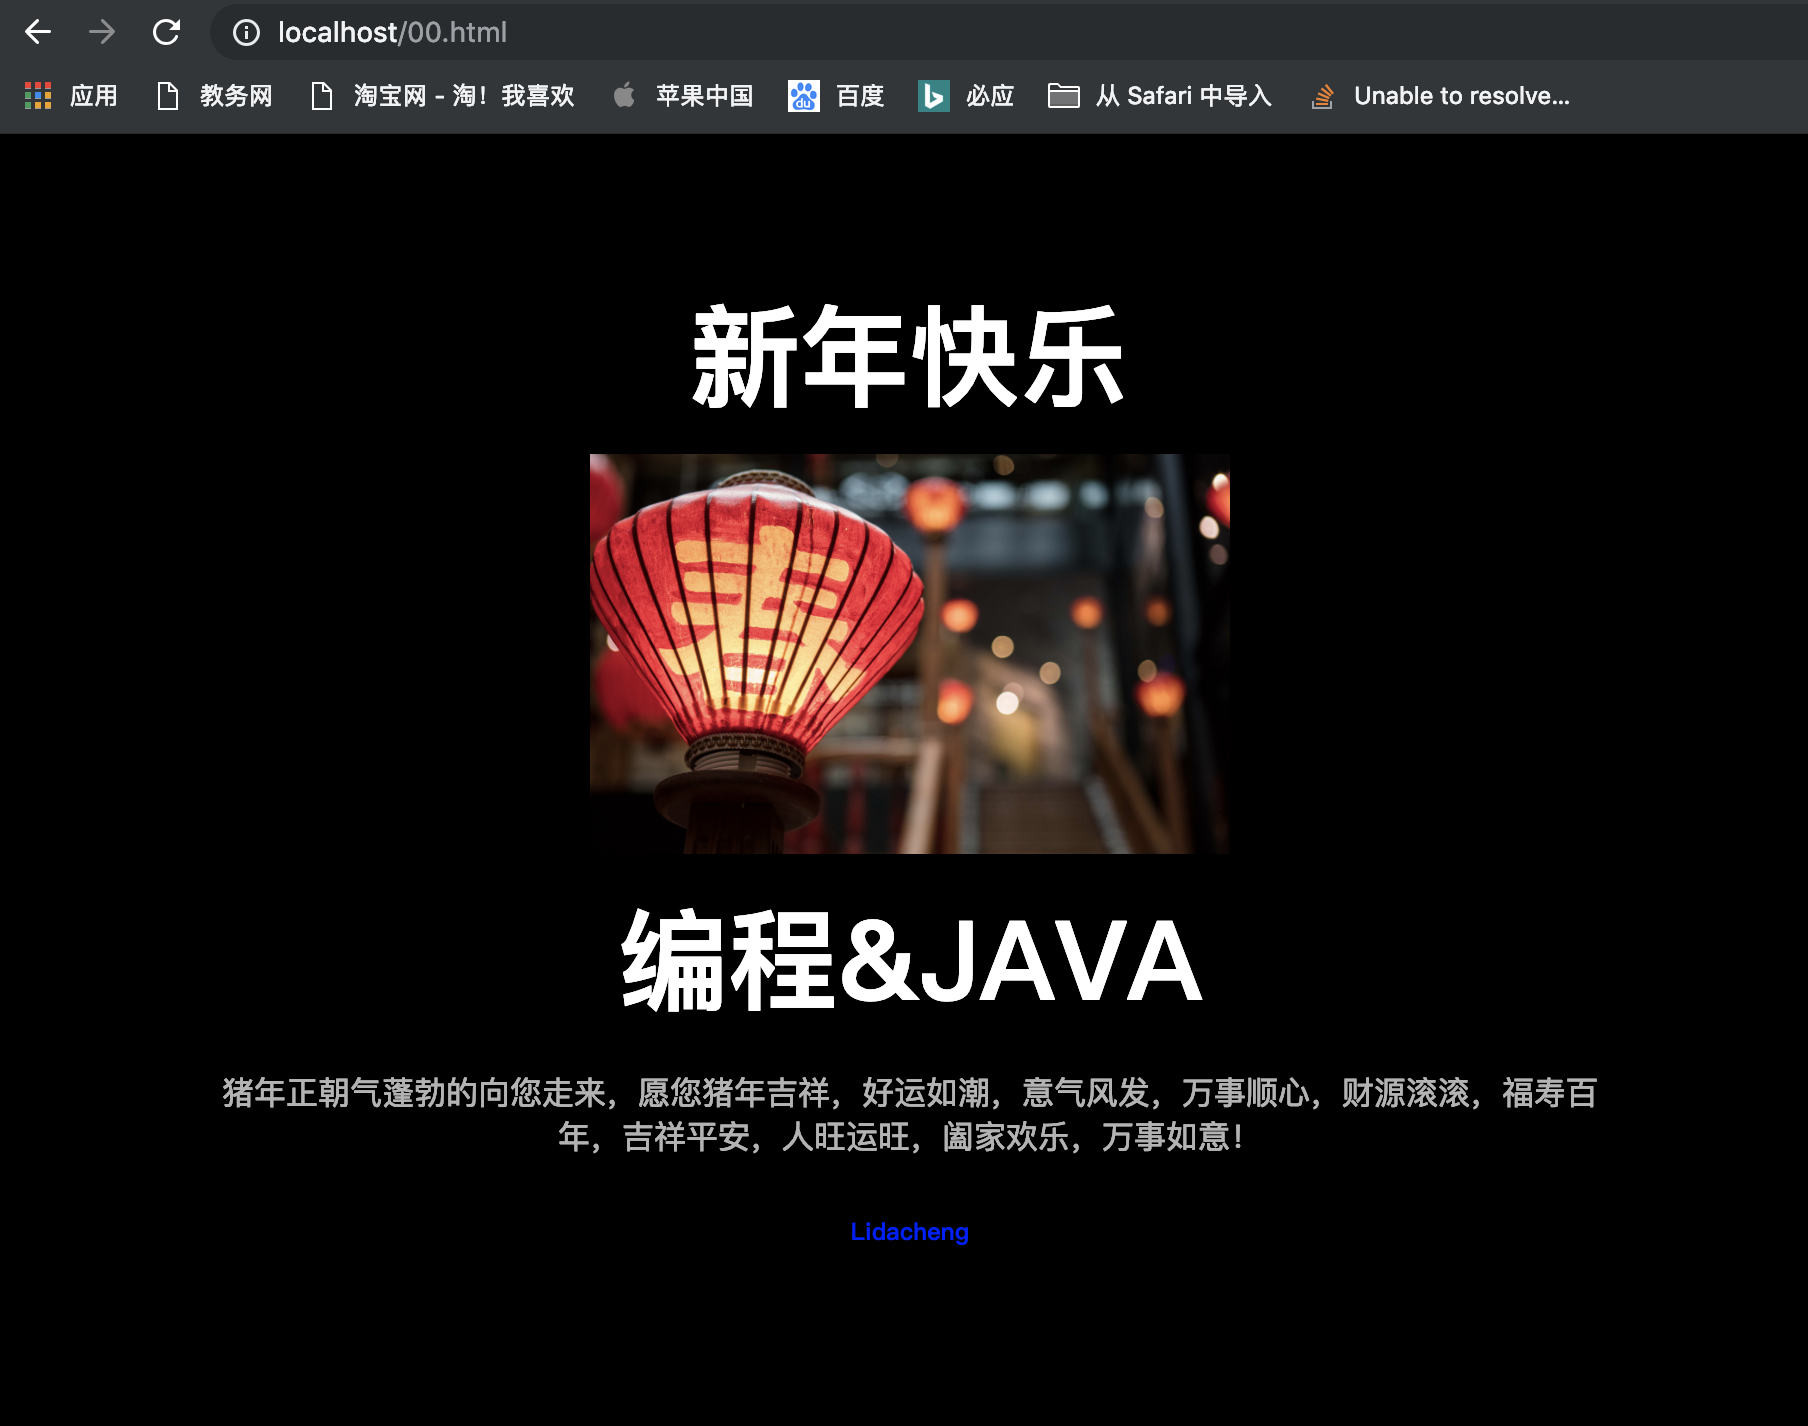 localhost/00.html
应用 教务网 淘宝网 - 淘！我喜欢 苹果中国 du 百度 必应 从 Safari 中导入 Unable to resolve...
新年快乐
春
编程&JAVA
猪年正朝气蓬勃的向您走来，愿您猪年吉祥，好运如潮，意气风发，万事顺心，财源滚滚，福寿百
年，吉祥平安，人旺运旺，阖家欢乐，万事如意！
Lidacheng